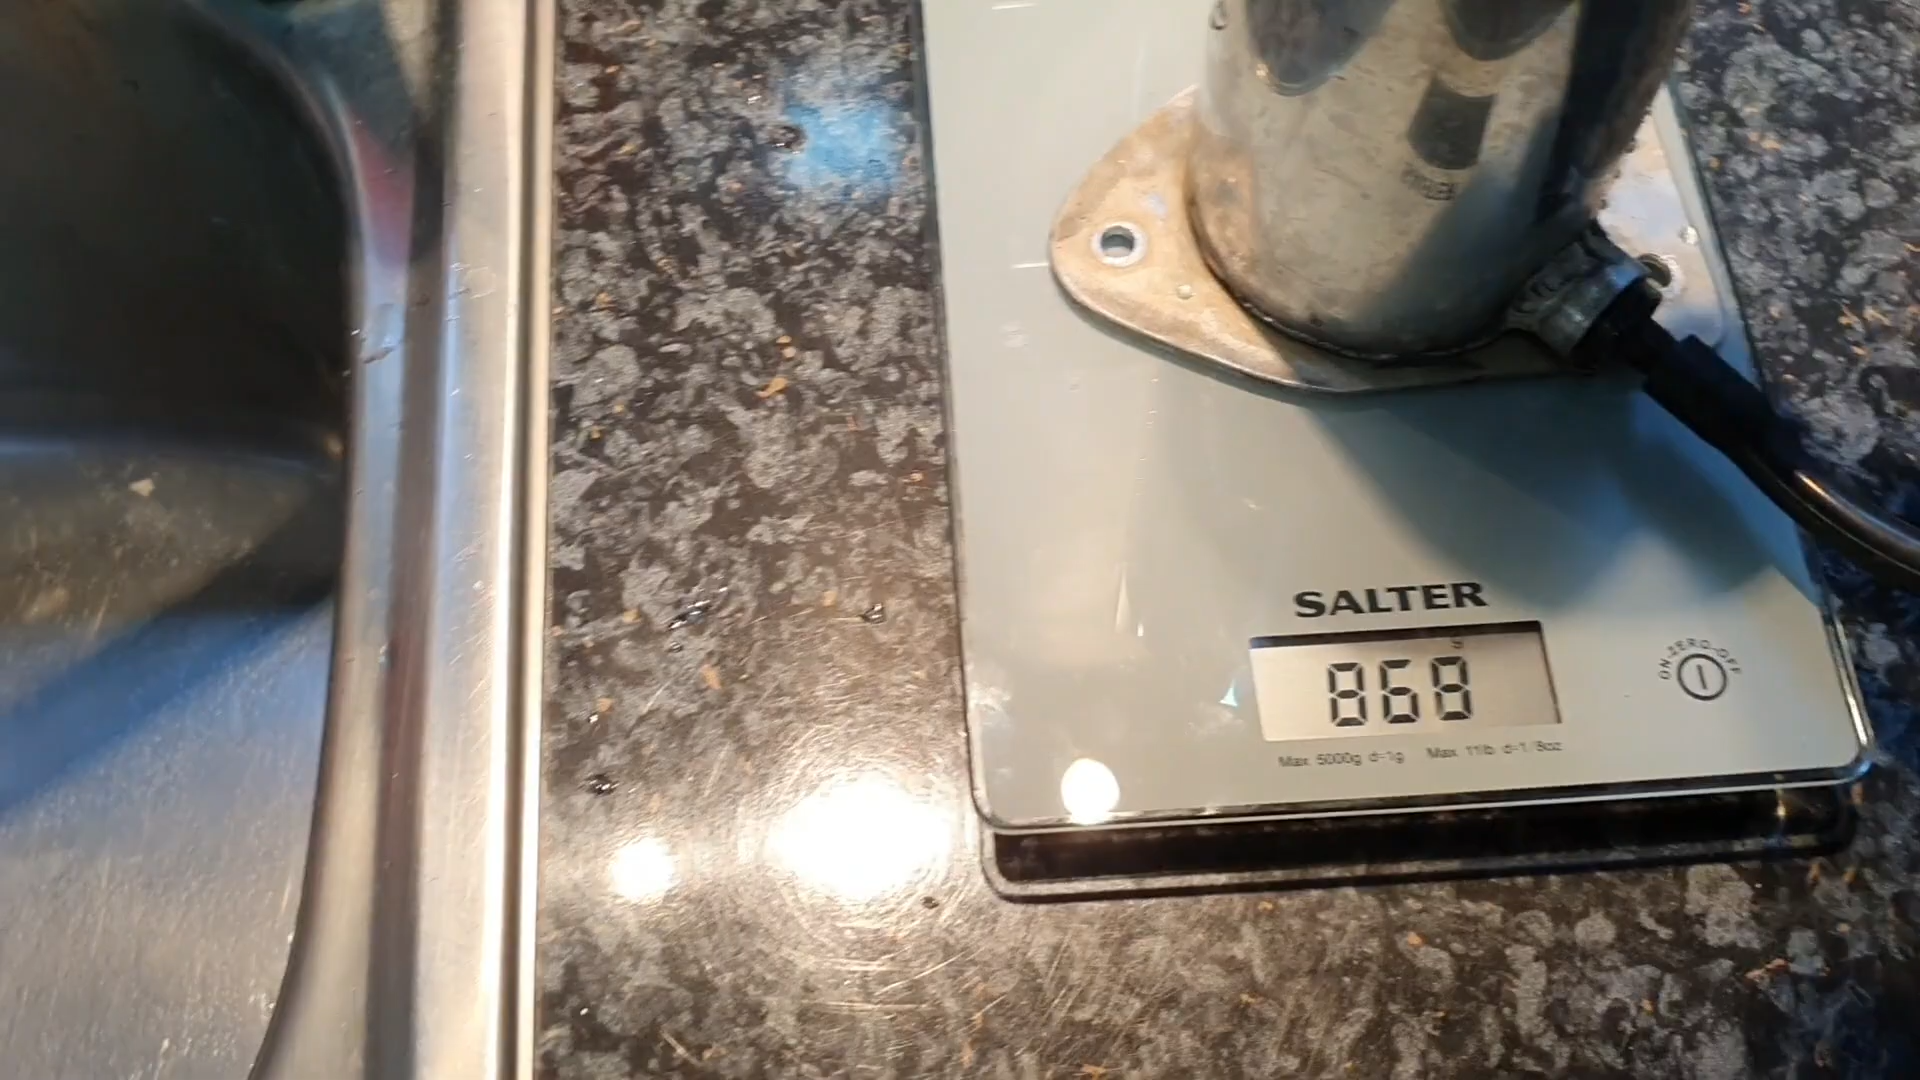 SALTER
g
868
ON-ZERO-OFF
Max 5000g d=1g Max 11lb d=1/8oz